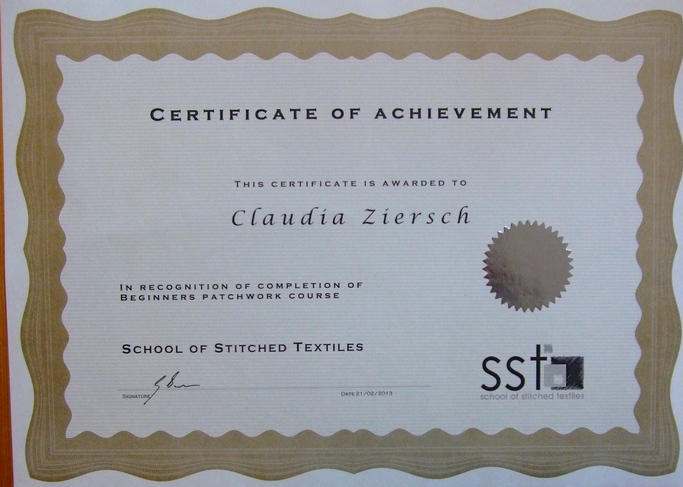 CERTIFICATE OF ACHIEVEMENT
THIS CERTIFICATE IS AWARDED TO
Claudia Ziersch
IN RECOGNITION OF COMPLETION OF
BEGINNERS PATCHWORK COURSE
SCHOOL OF STITCHED TEXTILES
SIGNATURE
DATE 21/02/2013
sst
school of stitched textiles